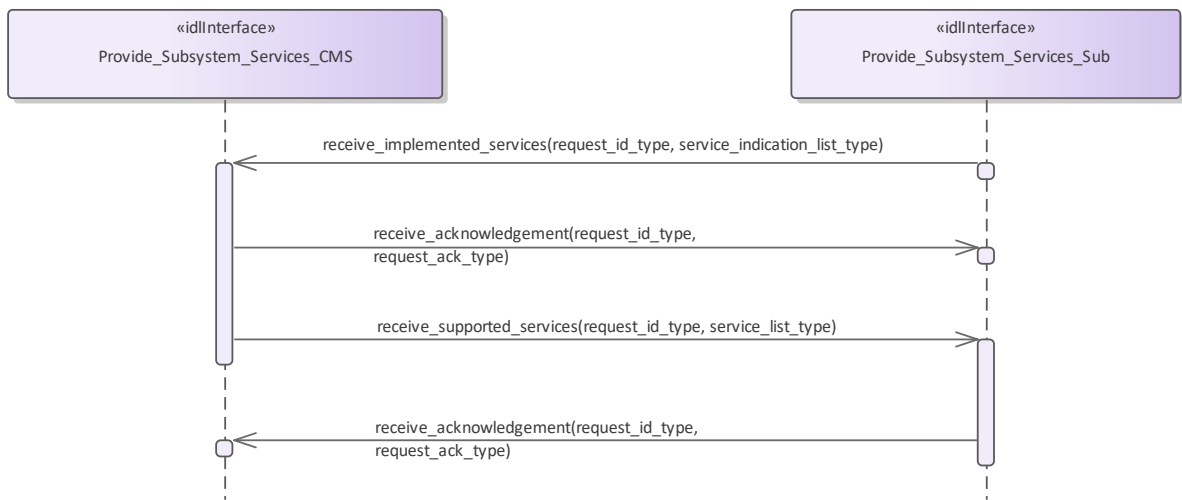 «idlInterface»
Provide_Subsystem_Services_CMS
«idlInterface»
Provide_Subsystem_Services_Sub
receive_implemented_services(request_id_type, service_indication_list_type)
receive_acknowledgement(request_id_type,
request_ack_type)
receive_supported_services(request_id_type, service_list_type)
receive_acknowledgement(request_id_type,
request_ack_type)